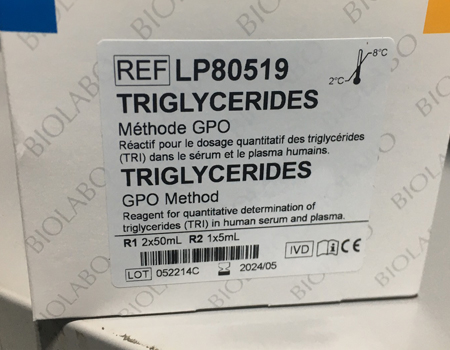 REF LP80519
8°C
2°C
TRIGLYCERIDES
Méthode GPO
Réactif pour le dosage quantitatif des triglycérides
(TRI) dans le sérum et le plasma humains.
TRIGLYCERIDES
GPO Method
Reagent for quantitative determination of
triglycerides (TRI) in human serum and plasma.
R1 2x50mL R2 1x5mL
IVD i CE
LOT 052214C 2024/05
BIOLABO